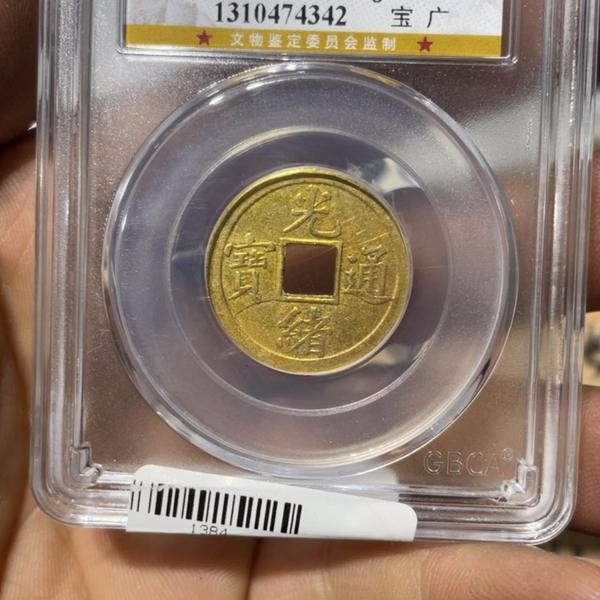 1310474342 宝 广
★ 文物鉴定委员会监制 ★
光
寶 通
緒
GBCA®
1384